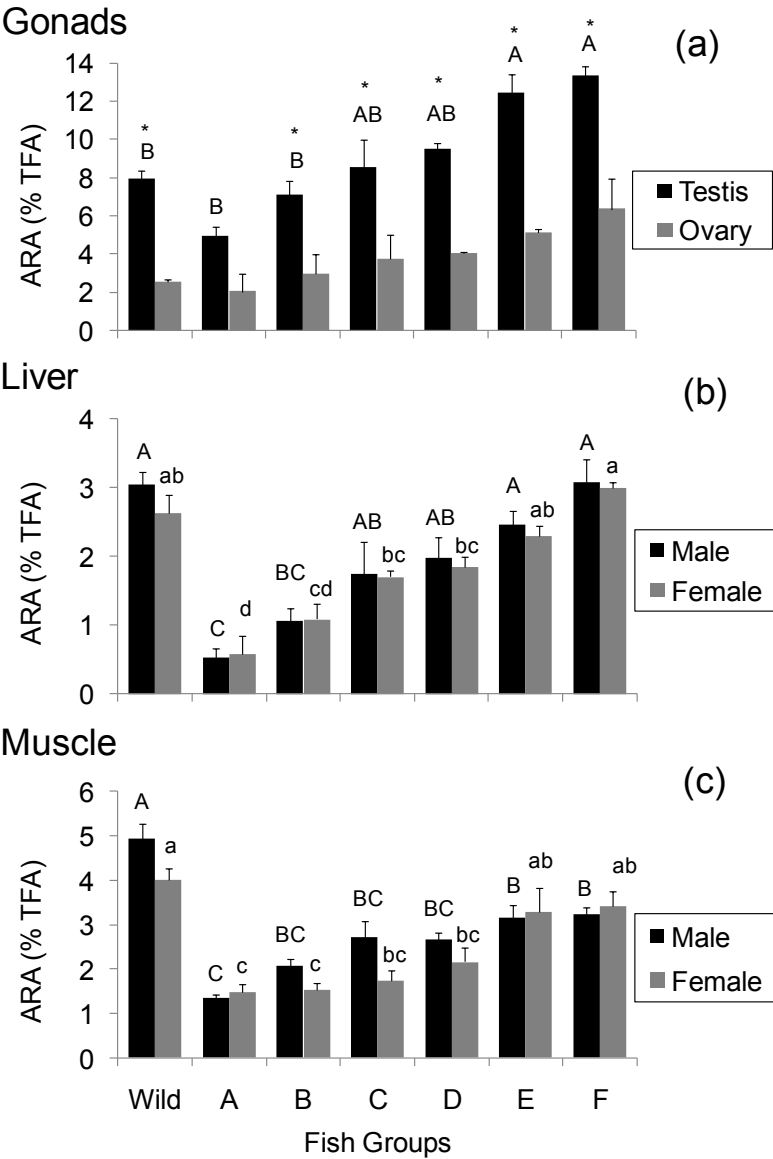 Gonads
(a)
ARA (% TFA)
14
12
10
8
6
4
2
0
* * * * * *
B B B AB AB A A
Testis
Ovary
Liver
(b)
ARA (% TFA)
4
3
2
1
0
A ab C d BC cd AB bc AB bc A ab A a
Male
Female
Muscle
(c)
ARA (% TFA)
6
5
4
3
2
1
0
A a C c BC c BC bc BC bc B ab B ab
Male
Female
Wild A B C D E F
Fish Groups